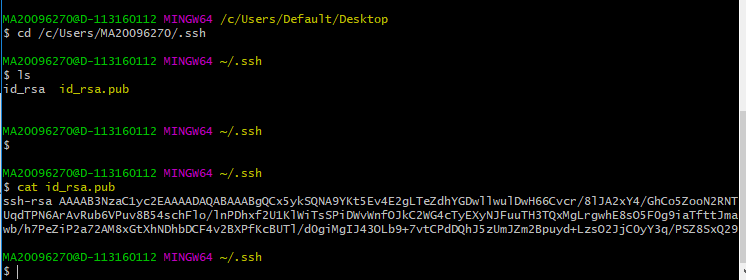 MA20096270@D-113160112 MINGW64 /c/Users/Default/Desktop
$ cd /c/Users/MA20096270/.ssh
MA20096270@D-113160112 MINGW64 ~/.ssh
$ ls
id_rsa id_rsa.pub
MA20096270@D-113160112 MINGW64 ~/.ssh
$
MA20096270@D-113160112 MINGW64 ~/.ssh
$ cat id_rsa.pub
ssh-rsa AAAAB3NzaC1yc2EAAAADAQABAAABgQCx5ykSQNA9YKt5Ev4E2gLTeZdhYGDwllwulDwH66Cvcr/8lJA2xY4/GhCo5ZooN2RNT
UqdTPN6ArAvRub6VPuv8B54schFlo/lnPDhxf2U1KlWiTsSPiDWvWnfOJkC2WG4cTyEXyNJFuuTH3TQxMgLrgwhE8sO5FOg9iaTfttJma
wb/h7PeZiP2a72AM8xGtXhNDhbDCF4v2BXPfKcBUTl/dOgiMgIJ43OLb9+7vtCPdDQhJ5zUmJZm2Bpuyd+LzsO2JjCOyY3q/PSZ8SxQ29
MA20096270@D-113160112 MINGW64 ~/.ssh
$